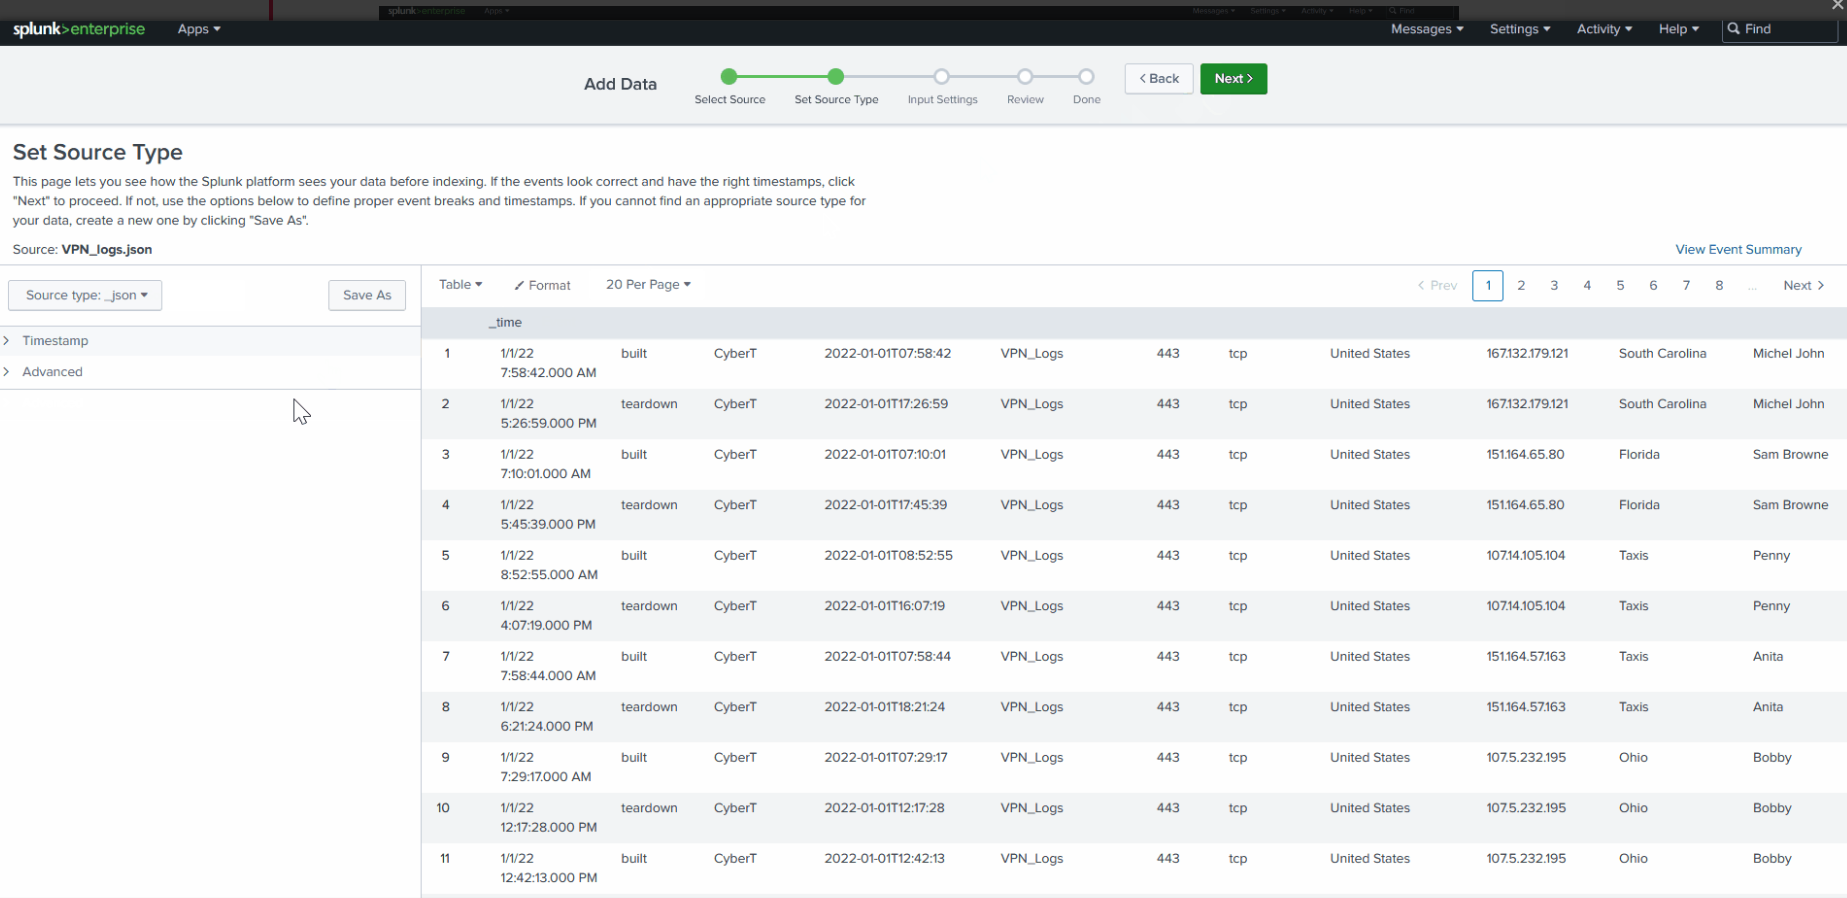 splunk>enterprise Apps Messages Settings Activity Help Find
splunk>enterprise Apps Messages Settings Activity Help Find
Add Data Select Source Set Source Type Input Settings Review Done < Back Next >
Set Source Type
This page lets you see how the Splunk platform sees your data before indexing. If the events look correct and have the right timestamps, click
"Next" to proceed. If not, use the options below to define proper event breaks and timestamps. If you cannot find an appropriate source type for
your data, create a new one by clicking "Save As".
Source: VPN_logs.json View Event Summary
Source type: _json Save As
Timestamp
Advanced
Table Format 20 Per Page < Prev 1 2 3 4 5 6 7 8 ... Next >
_time
1 1/1/22 built CyberT 2022-01-01T07:58:42 VPN_Logs 443 tcp United States 167.132.179.121 South Carolina Michel John
7:58:42.000 AM
2 1/1/22 teardown CyberT 2022-01-01T17:26:59 VPN_Logs 443 tcp United States 167.132.179.121 South Carolina Michel John
5:26:59.000 PM
3 1/1/22 built CyberT 2022-01-01T07:10:01 VPN_Logs 443 tcp United States 151.164.65.80 Florida Sam Browne
7:10:01.000 AM
4 1/1/22 teardown CyberT 2022-01-01T17:45:39 VPN_Logs 443 tcp United States 151.164.65.80 Florida Sam Browne
5:45:39.000 PM
5 1/1/22 built CyberT 2022-01-01T08:52:55 VPN_Logs 443 tcp United States 107.14.105.104 Taxis Penny
8:52:55.000 AM
6 1/1/22 teardown CyberT 2022-01-01T16:07:19 VPN_Logs 443 tcp United States 107.14.105.104 Taxis Penny
4:07:19.000 PM
7 1/1/22 built CyberT 2022-01-01T07:58:44 VPN_Logs 443 tcp United States 151.164.57.163 Taxis Anita
7:58:44.000 AM
8 1/1/22 teardown CyberT 2022-01-01T18:21:24 VPN_Logs 443 tcp United States 151.164.57.163 Taxis Anita
6:21:24.000 PM
9 1/1/22 built CyberT 2022-01-01T07:29:17 VPN_Logs 443 tcp United States 107.5.232.195 Ohio Bobby
7:29:17.000 AM
10 1/1/22 teardown CyberT 2022-01-01T12:17:28 VPN_Logs 443 tcp United States 107.5.232.195 Ohio Bobby
12:17:28.000 PM
11 1/1/22 built CyberT 2022-01-01T12:42:13 VPN_Logs 443 tcp United States 107.5.232.195 Ohio Bobby
12:42:13.000 PM